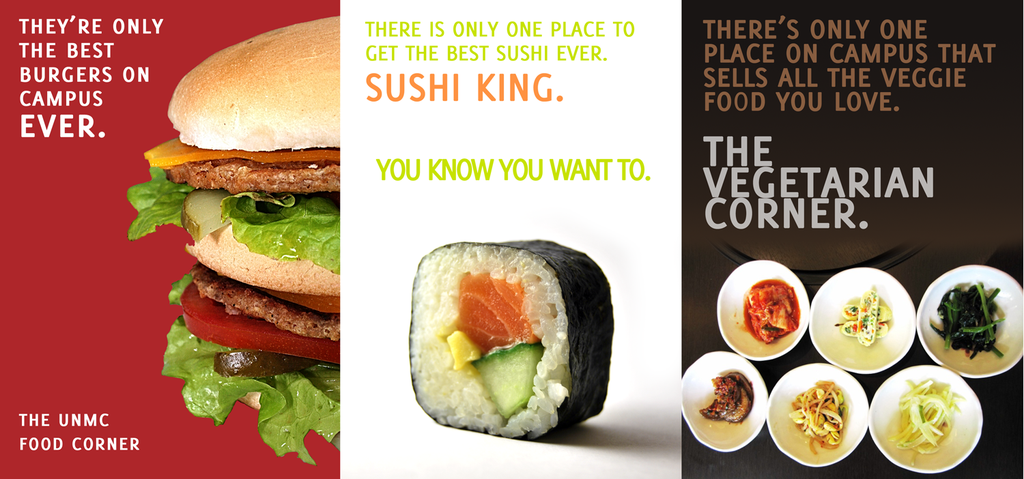 THEY'RE ONLY
THE BEST
BURGERS ON
CAMPUS
EVER.
THE UNMC
FOOD CORNER
THERE IS ONLY ONE PLACE TO
GET THE BEST SUSHI EVER.
SUSHI KING.
YOU KNOW YOU WANT TO.
THERE'S ONLY ONE
PLACE ON CAMPUS THAT
SELLS ALL THE VEGGIE
FOOD YOU LOVE.
THE
VEGETARIAN
CORNER.